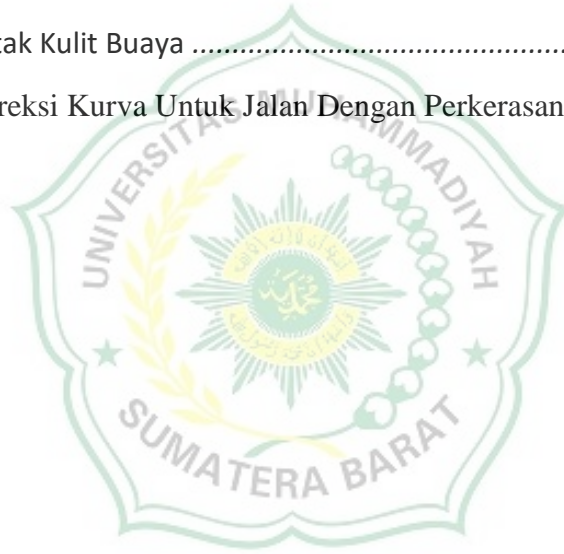 tak Kulit Buaya ................................................
reksi Kurva Untuk Jalan Dengan Perkerasan
UNIVERSITAS MUHAMMADIYAH
SUMATERA BARAT